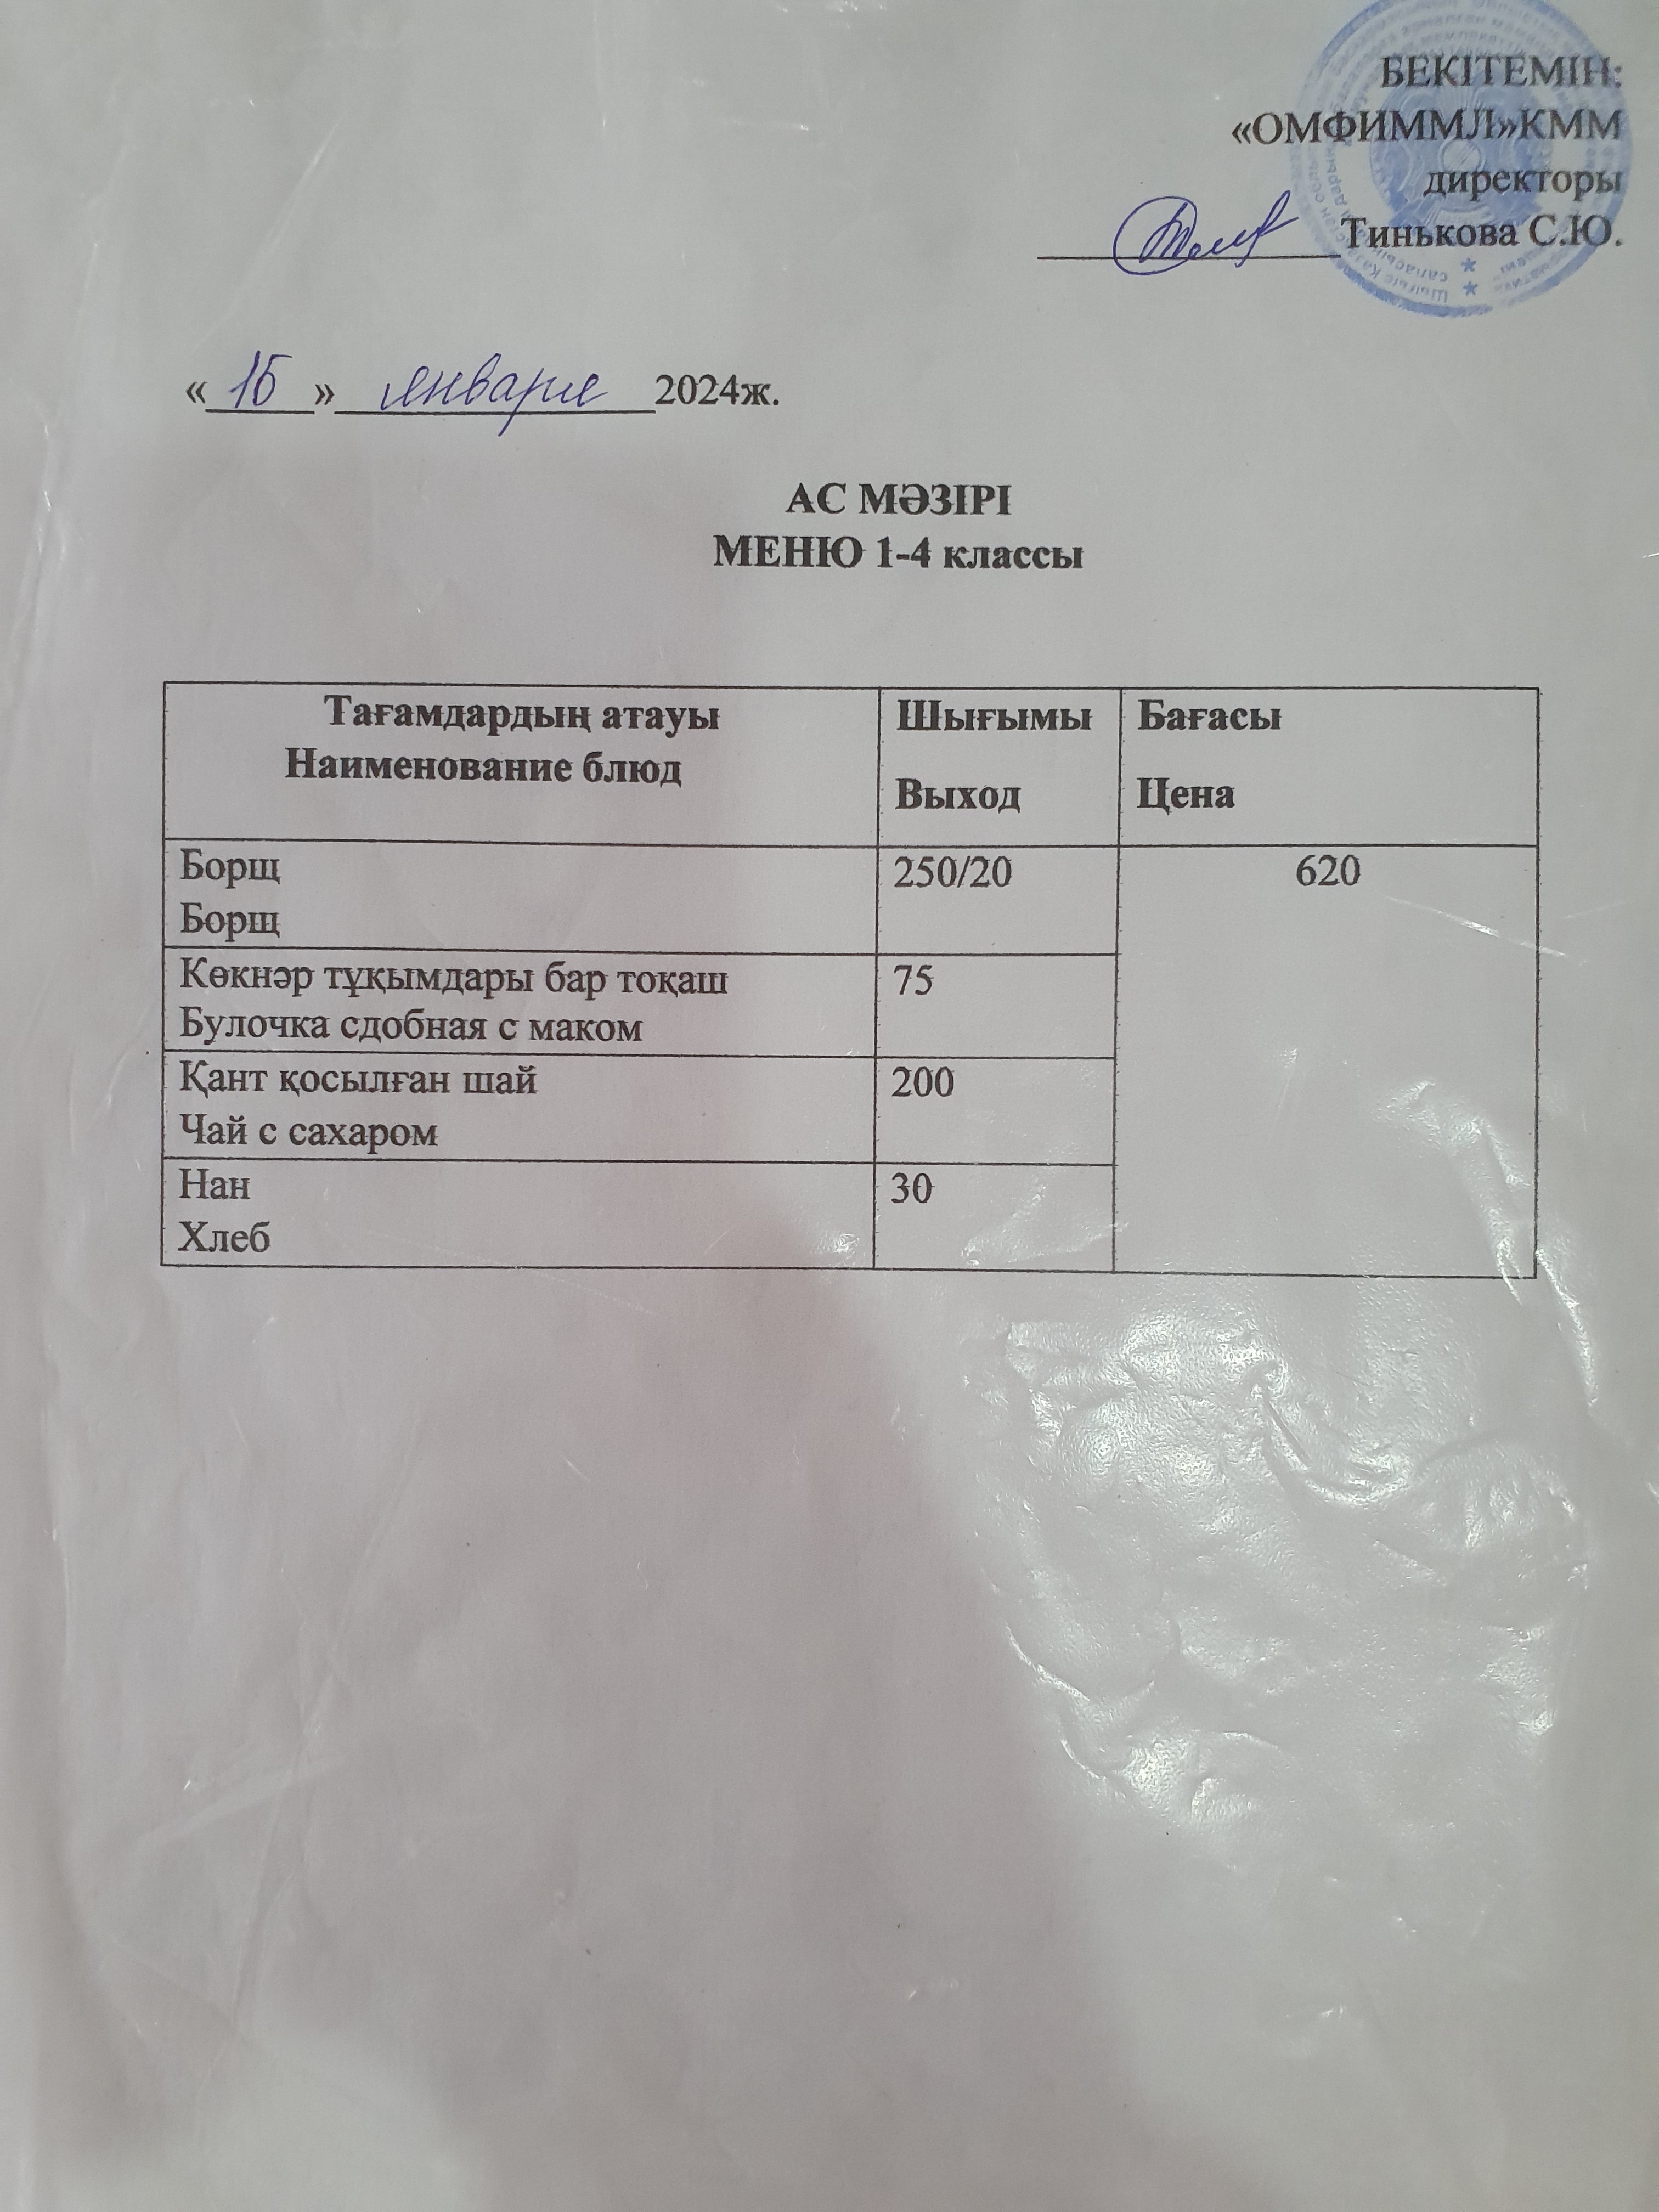 БЕКІТЕМІН:
«ОМФИММЛ»КММ
директоры
Тинькова С.Ю.
«15» января 2024ж.
АС МӘЗІРІ
МЕНЮ 1-4 классы
Тағамдардың атауы
Наименование блюд
Шығымы
Выход
Бағасы
Цена
Борщ
Борщ
250/20
620
Көкнәр тұқымдары бар тоқаш
Булочка сдобная с маком
75
Қант қосылған шай
Чай с сахаром
200
Нан
Хлеб
30